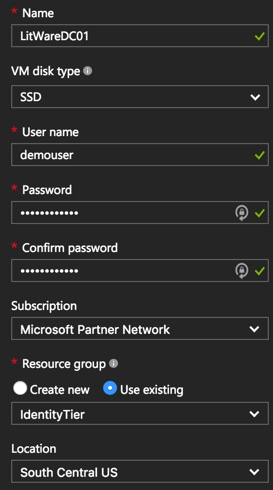 * Name
LitWareDC01
VM disk type
SSD
* User name
demouser
* Password
••••••••••••
* Confirm password
••••••••••••
Subscription
Microsoft Partner Network
* Resource group
Create new Use existing
IdentityTier
Location
South Central US